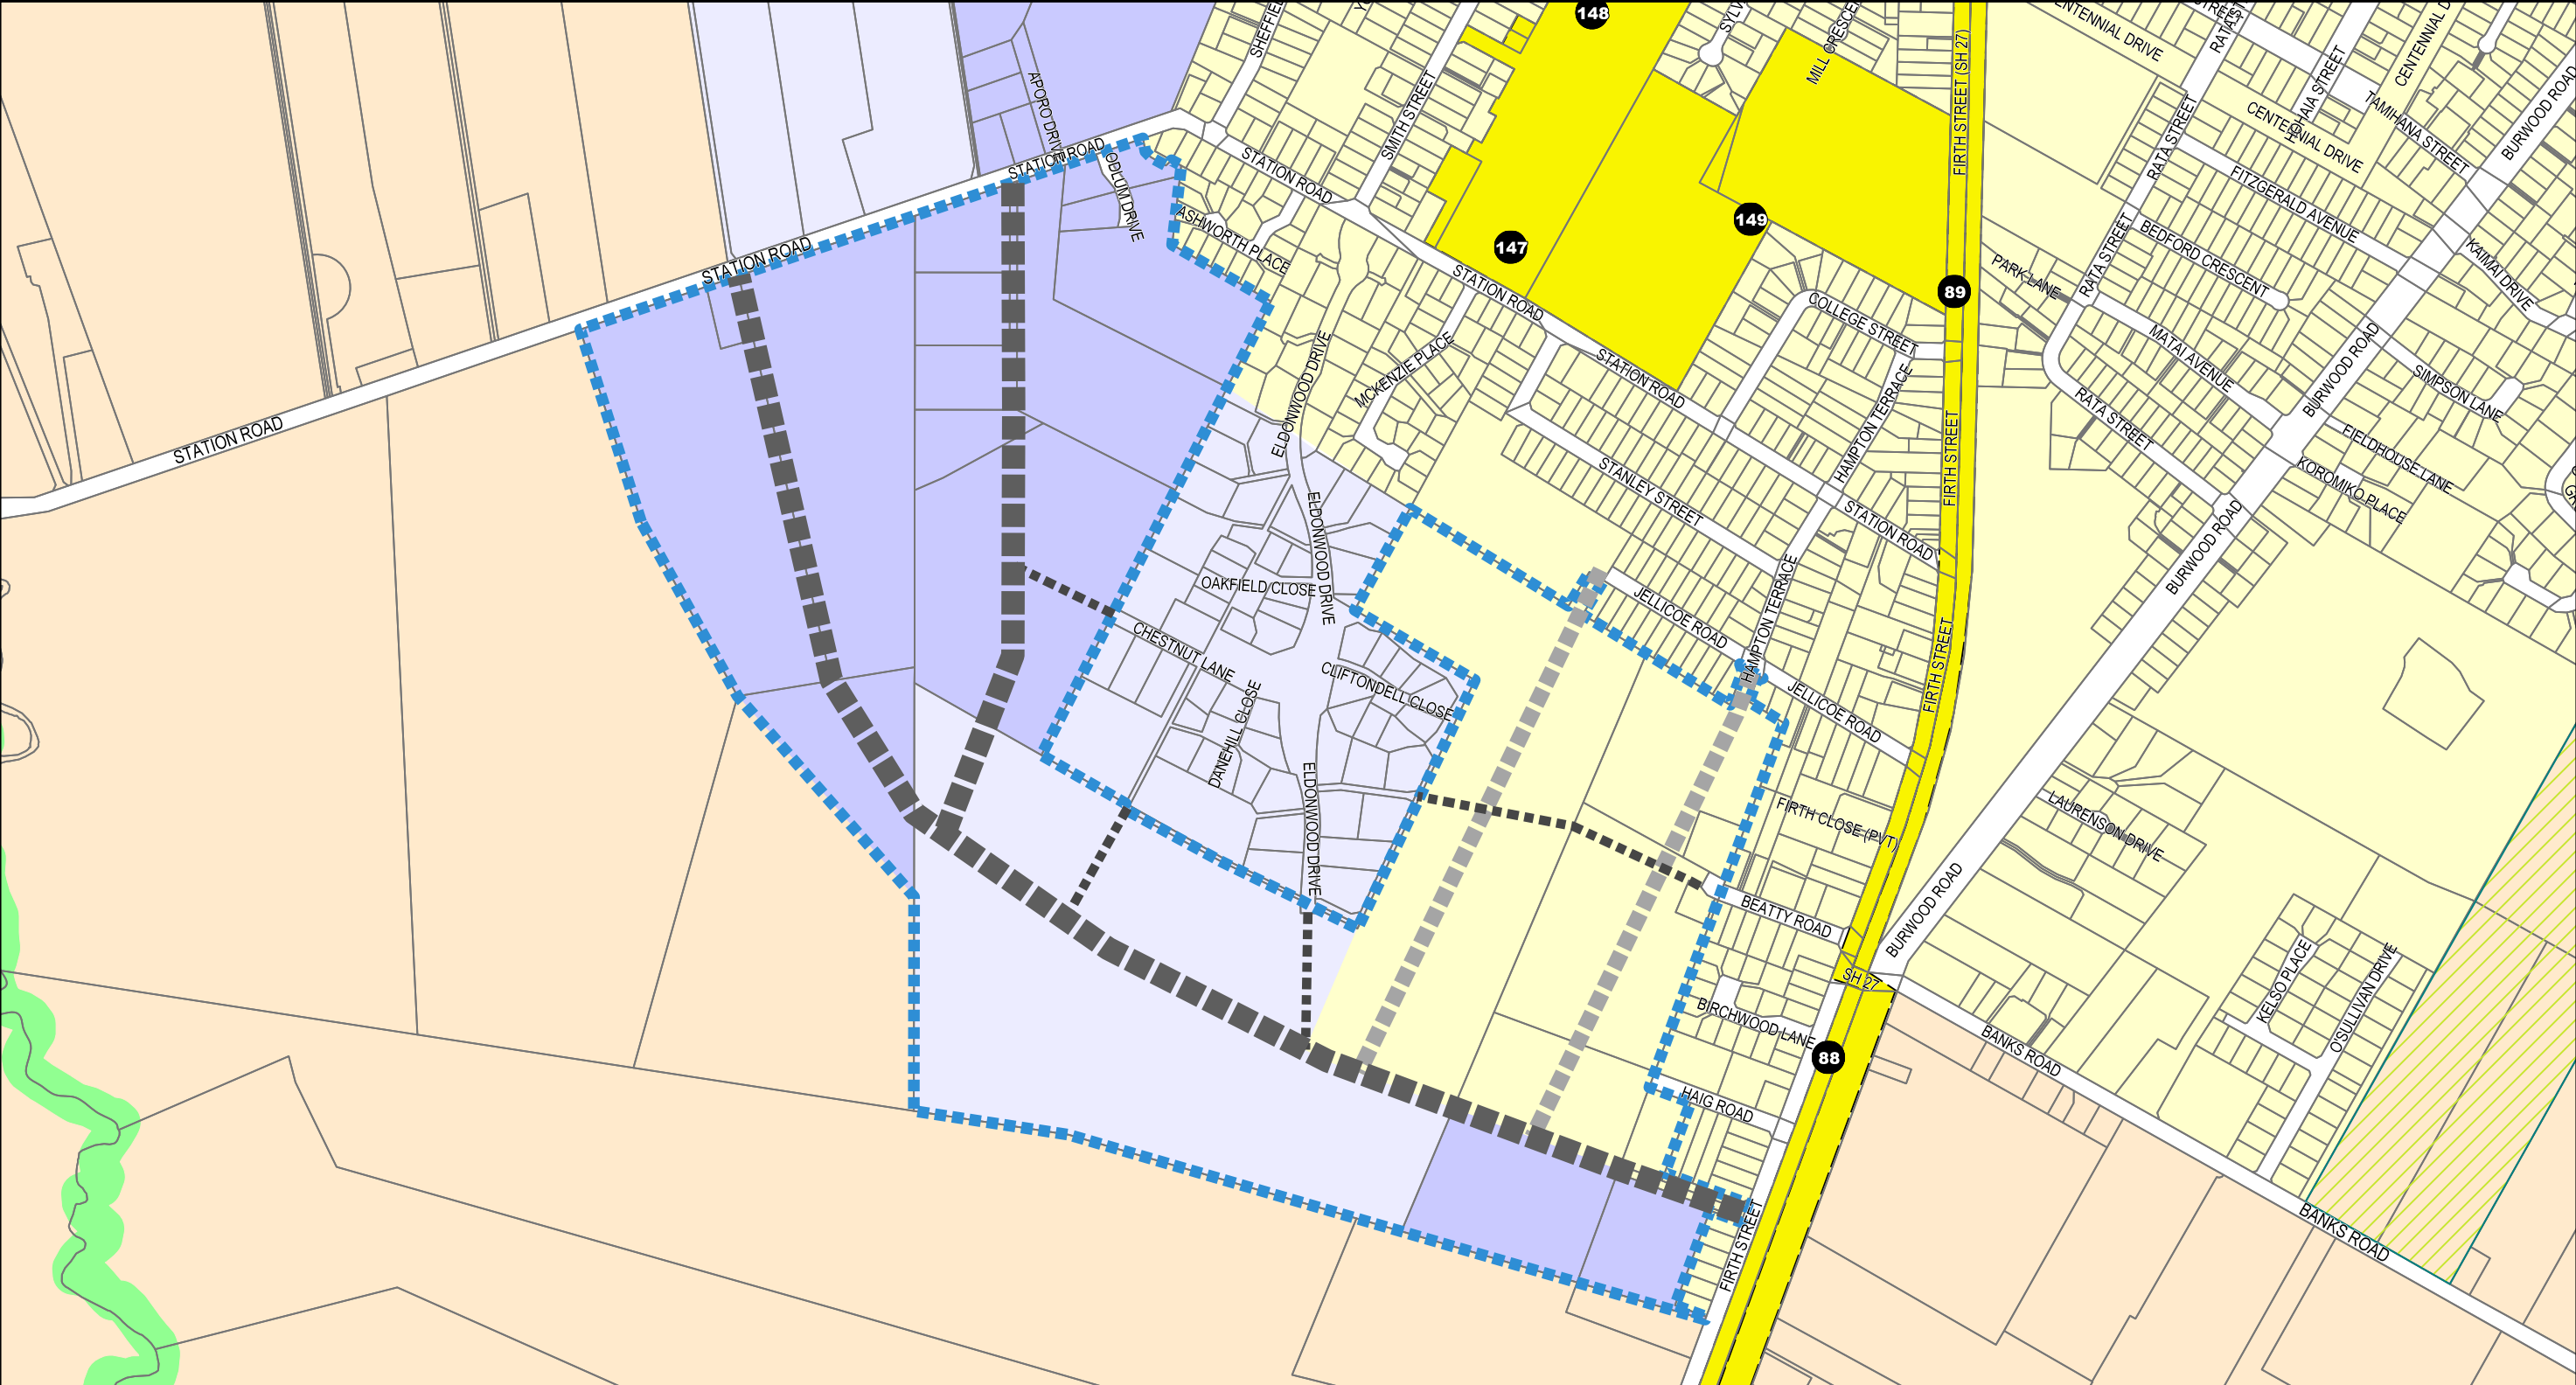 148
SHEFFIEL
SMITH STREET
SYLV
MILL CRESCEN
FIRTH STREET (SH 27)
CENTENNIAL DRIVE
RATA STREET
CENTENNIAL D
TAMIHANA STREET
CENTENNIAL DRIVE
BURWOOD ROAD
APORO DRIVE
STATION ROAD
ODLUM DRIVE
STATION ROAD
ASHWORTH PLACE
147
149
89
RATA STREET
FITZGERALD AVENUE
BEDFORD CRESCENT
KAIMAI DRIVE
PARK LANE
STATION ROAD
STATION ROAD
COLLEGE STREET
MATAI AVENUE
BURWOOD ROAD
SIMPSON LANE
ELDONWOOD DRIVE
MCKENZIE PLACE
STATION ROAD
HAMPTON TERRACE
FIRTH STREET
RATA STREET
FIELDHOUSE LANE
KOROMIKO PLACE
STATION ROAD
STANLEY STREET
STATION ROAD
BURWOOD ROAD
ELDONWOOD DRIVE
OAKFIELD CLOSE
CHESTNUT LANE
JELLICOE ROAD
HAMPTON TERRACE
FIRTH STREET
CLIFTONDELL CLOSE
DANEHILL CLOSE
JELLICOE ROAD
ELDONWOOD DRIVE
FIRTH CLOSE (PVT)
LAURENSON DRIVE
BEATTY ROAD
BURWOOD ROAD
SH 27
KELSO PLACE
O'SULLIVAN DRIVE
BIRCHWOOD LANE
88
BANKS ROAD
HAIG ROAD
FIRTH STREET
BANKS ROAD